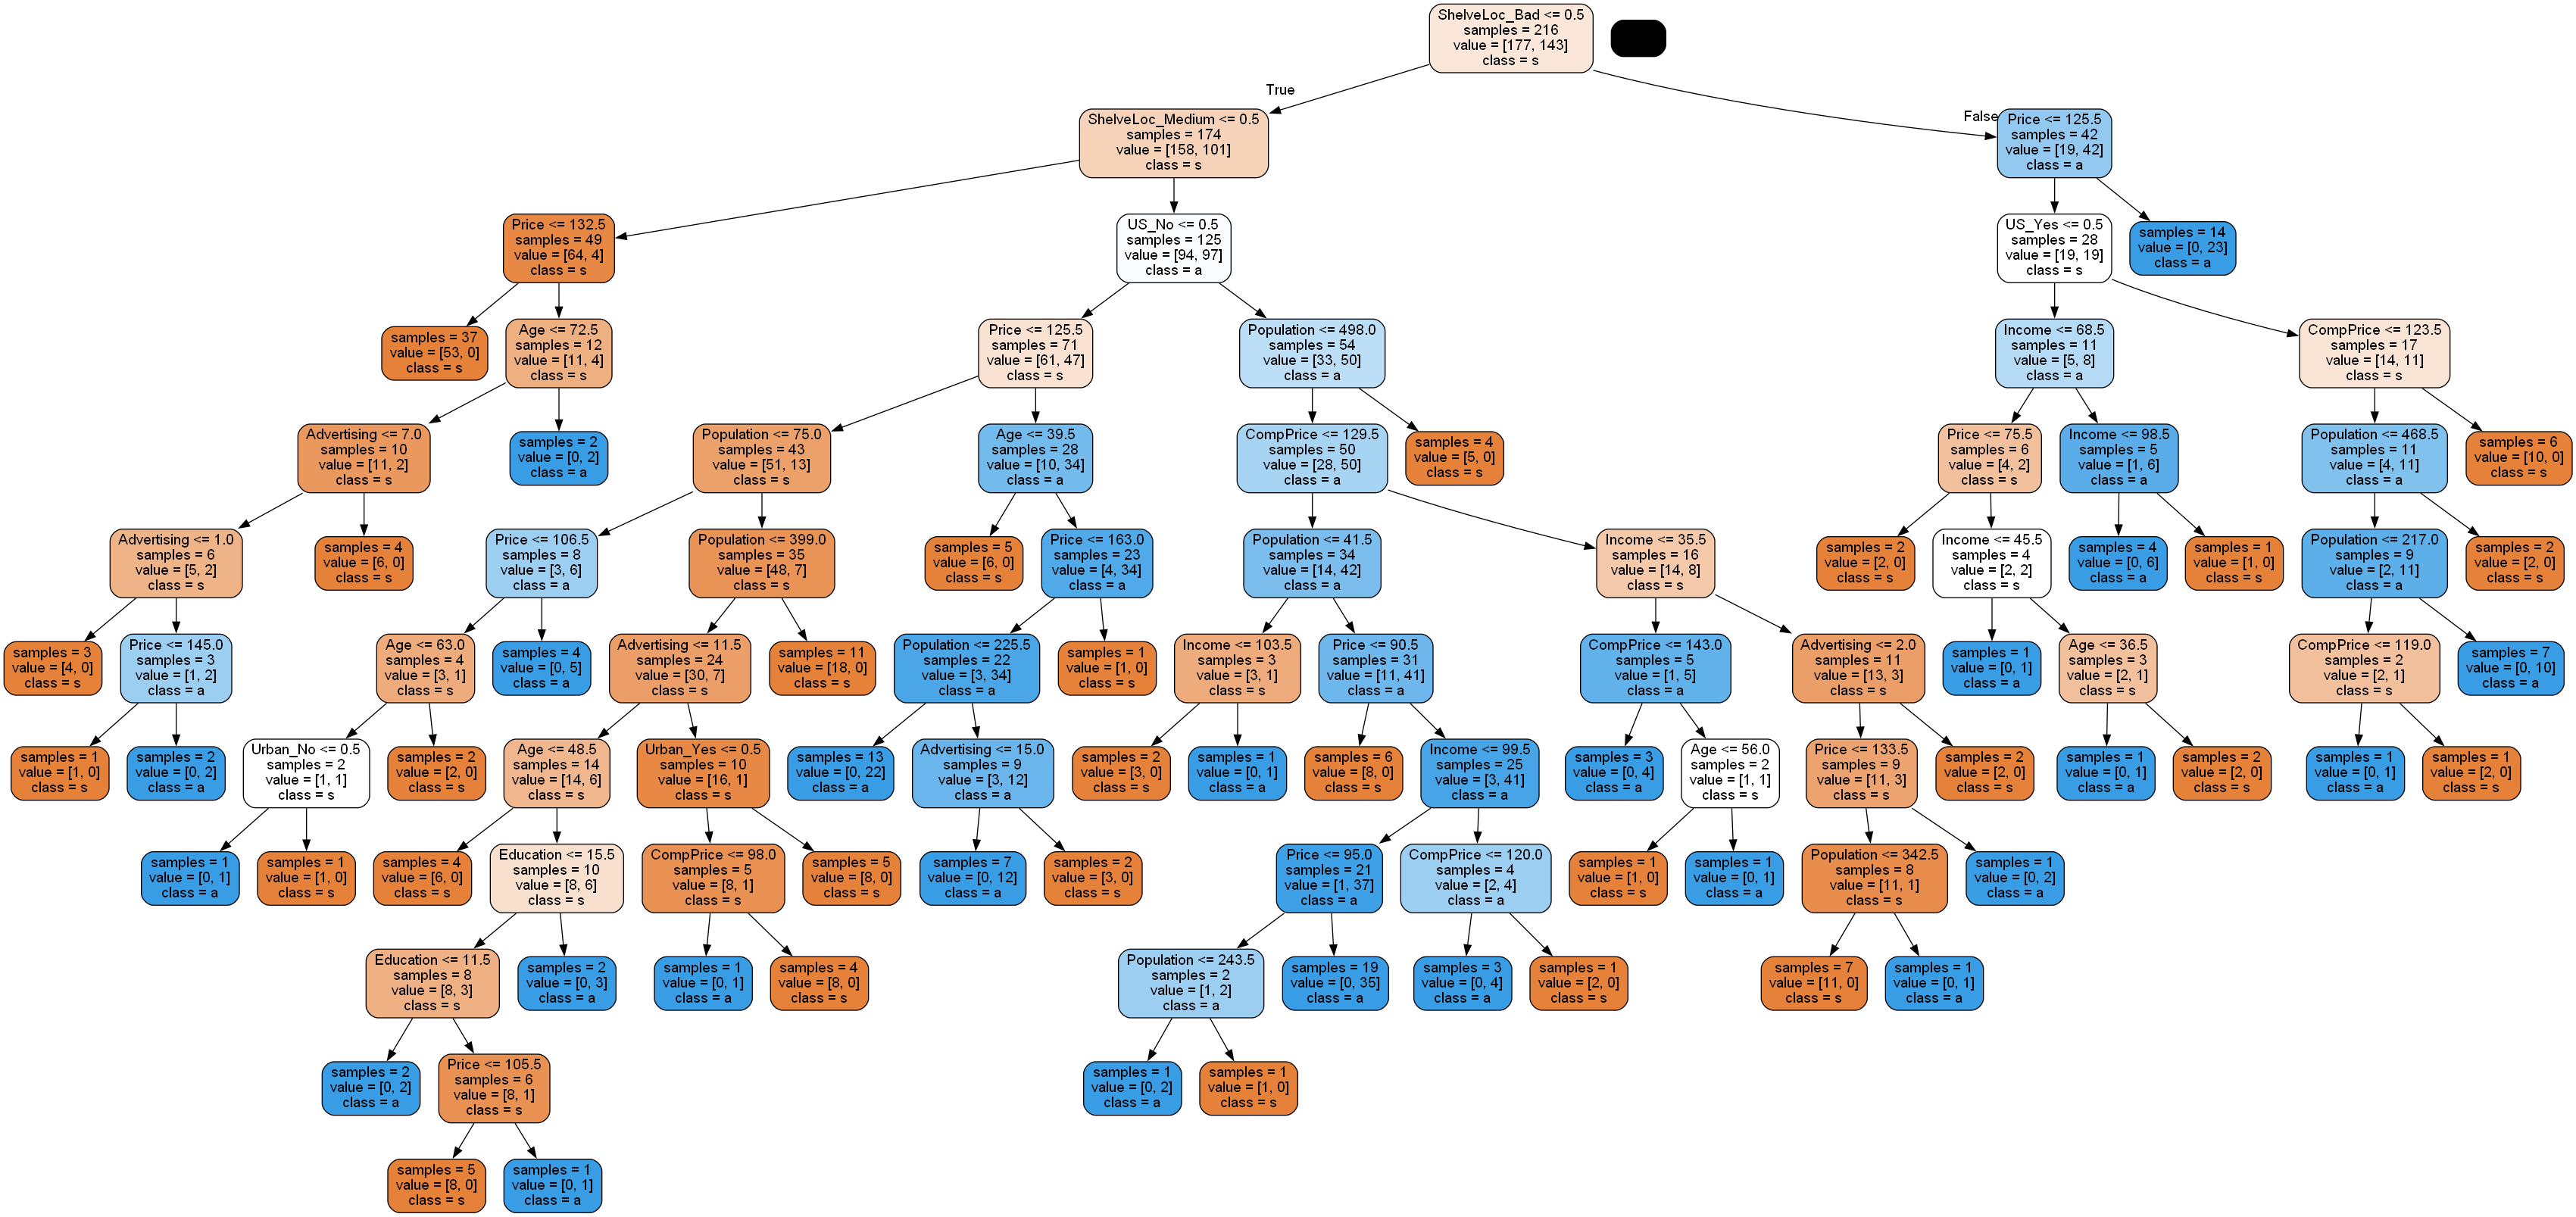 ShelveLoc_Bad <= 0.5
samples = 216
value = [177, 143]
class = s
True
False
ShelveLoc_Medium <= 0.5
samples = 174
value = [158, 101]
class = s
Price <= 125.5
samples = 42
value = [19, 42]
class = a
Price <= 132.5
samples = 49
value = [64, 4]
class = s
US_No <= 0.5
samples = 125
value = [94, 97]
class = a
US_Yes <= 0.5
samples = 28
value = [19, 19]
class = s
samples = 14
value = [0, 23]
class = a
samples = 37
value = [53, 0]
class = s
Age <= 72.5
samples = 12
value = [11, 4]
class = s
Price <= 125.5
samples = 71
value = [61, 47]
class = s
Population <= 498.0
samples = 54
value = [33, 50]
class = a
Income <= 68.5
samples = 11
value = [5, 8]
class = a
CompPrice <= 123.5
samples = 17
value = [14, 11]
class = s
Advertising <= 7.0
samples = 10
value = [11, 2]
class = s
samples = 2
value = [0, 2]
class = a
Population <= 75.0
samples = 43
value = [51, 13]
class = s
Age <= 39.5
samples = 28
value = [10, 34]
class = a
CompPrice <= 129.5
samples = 50
value = [28, 50]
class = a
samples = 4
value = [5, 0]
class = s
Price <= 75.5
samples = 6
value = [4, 2]
class = s
Income <= 98.5
samples = 5
value = [1, 6]
class = a
Population <= 468.5
samples = 11
value = [4, 11]
class = a
samples = 6
value = [10, 0]
class = s
Advertising <= 1.0
samples = 6
value = [5, 2]
class = s
samples = 4
value = [6, 0]
class = s
Price <= 106.5
samples = 8
value = [3, 6]
class = a
Population <= 399.0
samples = 35
value = [48, 7]
class = s
samples = 5
value = [6, 0]
class = s
Price <= 163.0
samples = 23
value = [4, 34]
class = a
Population <= 41.5
samples = 34
value = [14, 42]
class = a
Income <= 35.5
samples = 16
value = [14, 8]
class = s
samples = 2
value = [2, 0]
class = s
Income <= 45.5
samples = 4
value = [2, 2]
class = s
samples = 4
value = [0, 6]
class = a
samples = 1
value = [1, 0]
class = s
Population <= 217.0
samples = 9
value = [2, 11]
class = a
samples = 2
value = [2, 0]
class = s
samples = 3
value = [4, 0]
class = s
Price <= 145.0
samples = 3
value = [1, 2]
class = a
Age <= 63.0
samples = 4
value = [3, 1]
class = s
samples = 4
value = [0, 5]
class = a
Advertising <= 11.5
samples = 24
value = [30, 7]
class = s
samples = 11
value = [18, 0]
class = s
Population <= 225.5
samples = 22
value = [3, 34]
class = a
samples = 1
value = [1, 0]
class = s
Income <= 103.5
samples = 3
value = [3, 1]
class = s
Price <= 90.5
samples = 31
value = [11, 41]
class = a
CompPrice <= 143.0
samples = 5
value = [1, 5]
class = a
Advertising <= 2.0
samples = 11
value = [13, 3]
class = s
samples = 1
value = [0, 1]
class = a
Age <= 36.5
samples = 3
value = [2, 1]
class = s
CompPrice <= 119.0
samples = 2
value = [2, 1]
class = s
samples = 7
value = [0, 10]
class = a
samples = 1
value = [1, 0]
class = s
samples = 2
value = [0, 2]
class = a
Urban_No <= 0.5
samples = 2
value = [1, 1]
class = s
samples = 2
value = [2, 0]
class = s
Age <= 48.5
samples = 14
value = [14, 6]
class = s
Urban_Yes <= 0.5
samples = 10
value = [16, 1]
class = s
samples = 13
value = [0, 22]
class = a
Advertising <= 15.0
samples = 9
value = [3, 12]
class = a
samples = 2
value = [3, 0]
class = s
samples = 1
value = [0, 1]
class = a
samples = 6
value = [8, 0]
class = s
Income <= 99.5
samples = 25
value = [3, 41]
class = a
samples = 3
value = [0, 4]
class = a
Age <= 56.0
samples = 2
value = [1, 1]
class = s
Price <= 133.5
samples = 9
value = [11, 3]
class = s
samples = 2
value = [2, 0]
class = s
samples = 1
value = [0, 1]
class = a
samples = 2
value = [2, 0]
class = s
samples = 1
value = [0, 1]
class = a
samples = 1
value = [2, 0]
class = s
samples = 1
value = [0, 1]
class = a
samples = 1
value = [1, 0]
class = s
samples = 4
value = [6, 0]
class = s
Education <= 15.5
samples = 10
value = [8, 6]
class = s
CompPrice <= 98.0
samples = 5
value = [8, 1]
class = s
samples = 5
value = [8, 0]
class = s
samples = 7
value = [0, 12]
class = a
samples = 2
value = [3, 0]
class = s
Price <= 95.0
samples = 21
value = [1, 37]
class = a
CompPrice <= 120.0
samples = 4
value = [2, 4]
class = a
samples = 1
value = [1, 0]
class = s
samples = 1
value = [0, 1]
class = a
Population <= 342.5
samples = 8
value = [11, 1]
class = s
samples = 1
value = [0, 2]
class = a
Education <= 11.5
samples = 8
value = [8, 3]
class = s
samples = 2
value = [0, 3]
class = a
samples = 1
value = [0, 1]
class = a
samples = 4
value = [8, 0]
class = s
Population <= 243.5
samples = 2
value = [1, 2]
class = a
samples = 19
value = [0, 35]
class = a
samples = 3
value = [0, 4]
class = a
samples = 1
value = [2, 0]
class = s
samples = 7
value = [11, 0]
class = s
samples = 1
value = [0, 1]
class = a
samples = 2
value = [0, 2]
class = a
Price <= 105.5
samples = 6
value = [8, 1]
class = s
samples = 1
value = [0, 2]
class = a
samples = 1
value = [1, 0]
class = s
samples = 5
value = [8, 0]
class = s
samples = 1
value = [0, 1]
class = a